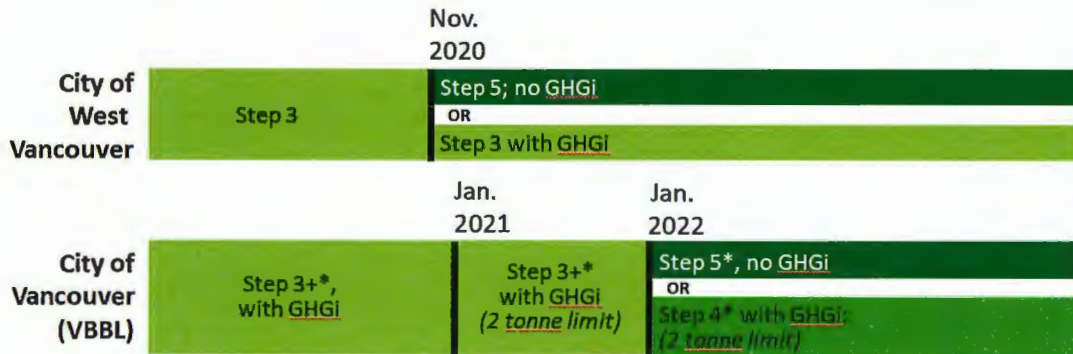 Nov.
2020
City of
West
Vancouver
Step 3
Step 5; no GHGi
OR
Step 3 with GHGi
Jan.
2021
Jan.
2022
City of
Vancouver
(VBBL)
Step 3+*,
with GHGi
Step 3+*
with GHGi
(2 tonne limit)
Step 5*, no GHGi
OR
Step 4* with GHGi:
(2 tonne limit)